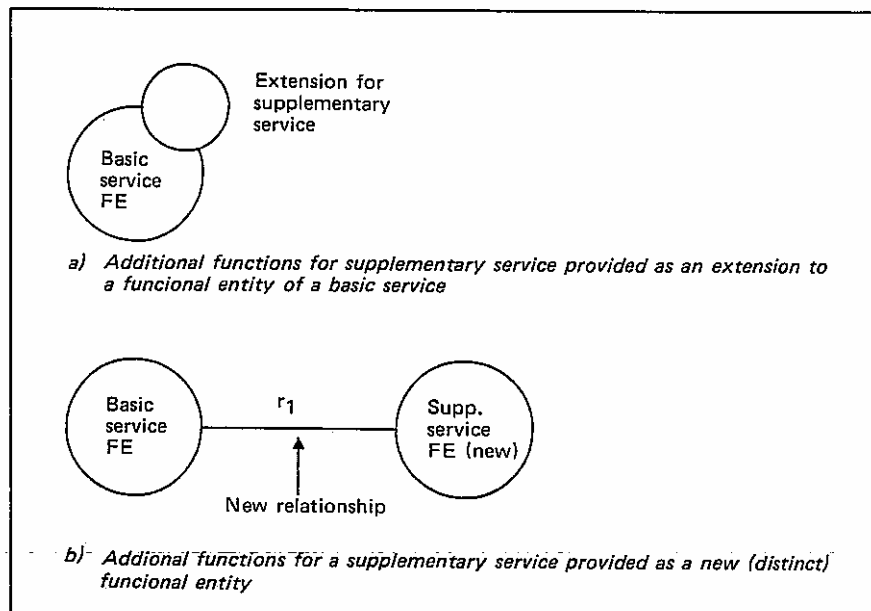 Extension for
supplementary
service
Basic
service
FE
a) Additional functions for supplementary service provided as an extension to
a funcional entity of a basic service
Basic
service
FE
r1
Supp.
service
FE (new)
New relationship
b) Addional functions for a supplementary service provided as a new (distinct)
funcional entity